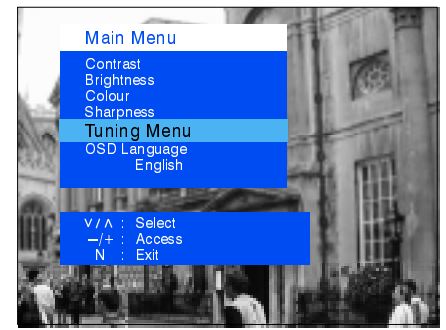 Main Menu
Contrast
Brightness
Colour
Sharpness
Tuning Menu
OSD Language
English
∨/∧ : Select
–/+ : Access
N : Exit